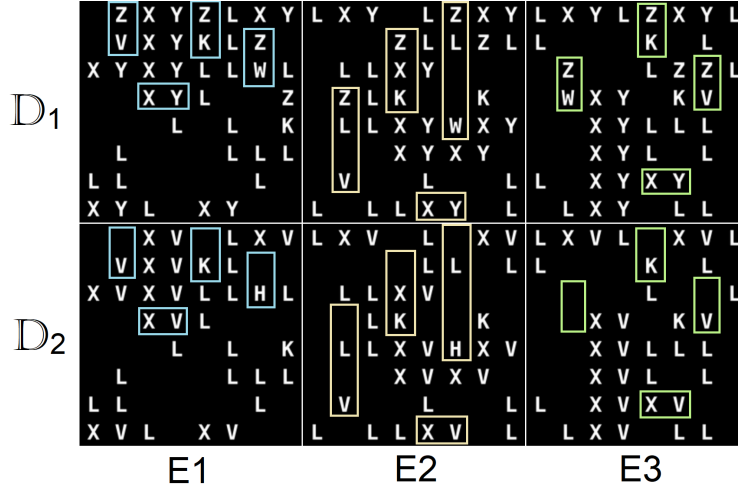 Z X Y Z L X Y L X Y L Z X Y L X Y L Z X Y L
V X Y K L Z Z L L Z L L K L
X Y X Y L L W L L L X Y Z L Z Z L
D1 X Y L Z Z L K K W X Y K V
L L K L L X Y W X Y X Y L L L
L L L L X Y X Y X Y L L
L L L V L L L X Y X Y
X Y L X Y L L L X Y L L X Y L L
X V L X V L X V L X V L X V L X V L
V X V K L L L L L K L
X V X V L L H L L L X V L L
D2 X V L L K K X V K V
L L K L L X V H X V X V L L L
L L L L X V X V X V L L
L L L V L L L X V X V
X V L X V L L L X V L L X V L L
E1 E2 E3